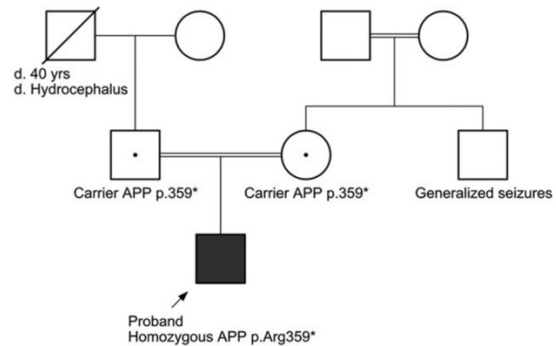 d. 40 yrs
d. Hydrocephalus
Carrier APP p.359*
Carrier APP p.359*
Generalized seizures
Proband
Homozygous APP p.Arg359*